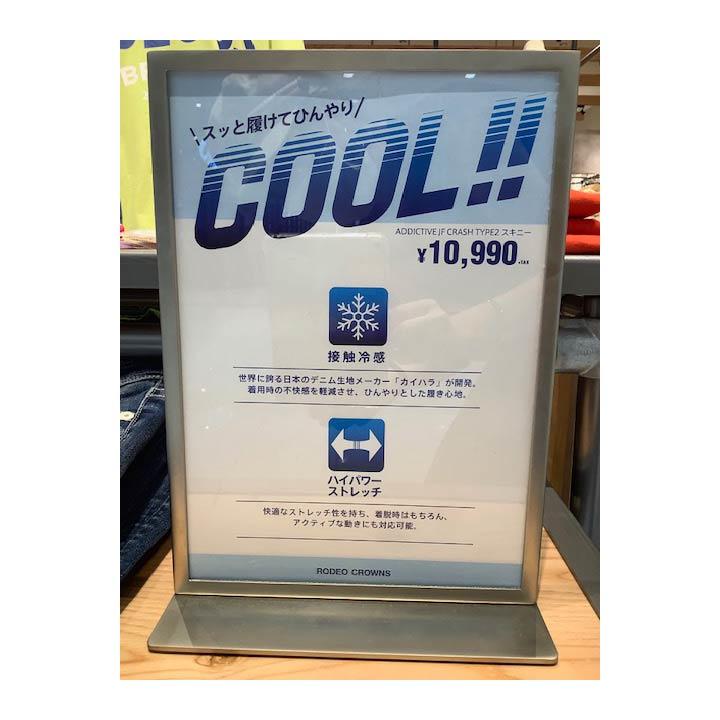 \スッと履けてひんやり/
COOL!!
ADDICTIVE JF CRASH TYPE2 スキニー
¥10,990+TAX
接触冷感
世界に誇る日本のデニム生地メーカー「カイハラ」が開発。
着用時の不快感を軽減させ、ひんやりとした履き心地。
ハイパワー
ストレッチ
快適なストレッチ性を持ち、着脱時はもちろん、
アクティブな動きにも対応可能。
RODEO CROWNS